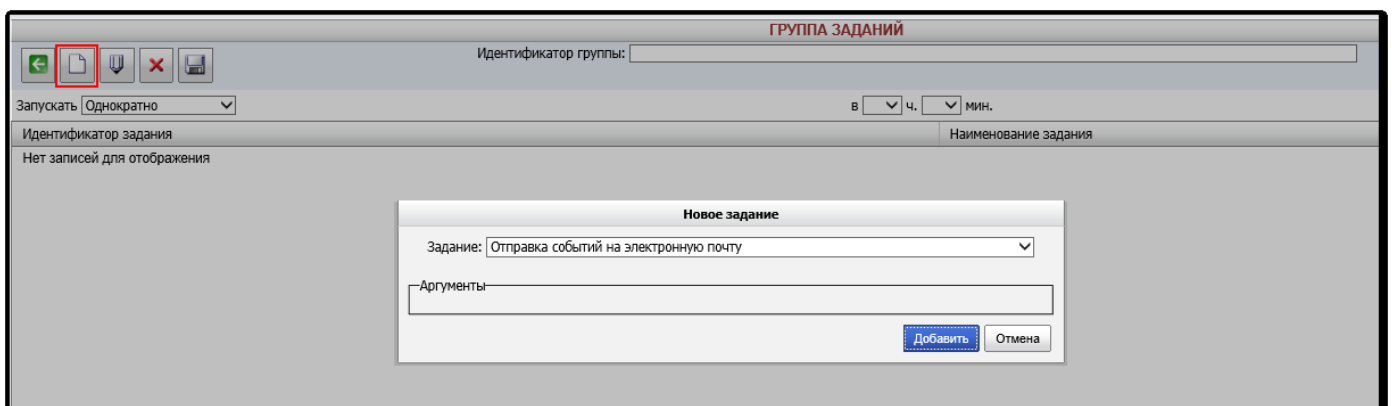 ГРУППА ЗАДАНИЙ
Идентификатор группы:
Запускать Однократно в ч. мин.
Идентификатор задания Наименование задания
Нет записей для отображения
Новое задание
Задание: Отправка событий на электронную почту
Аргументы
Добавить Отмена